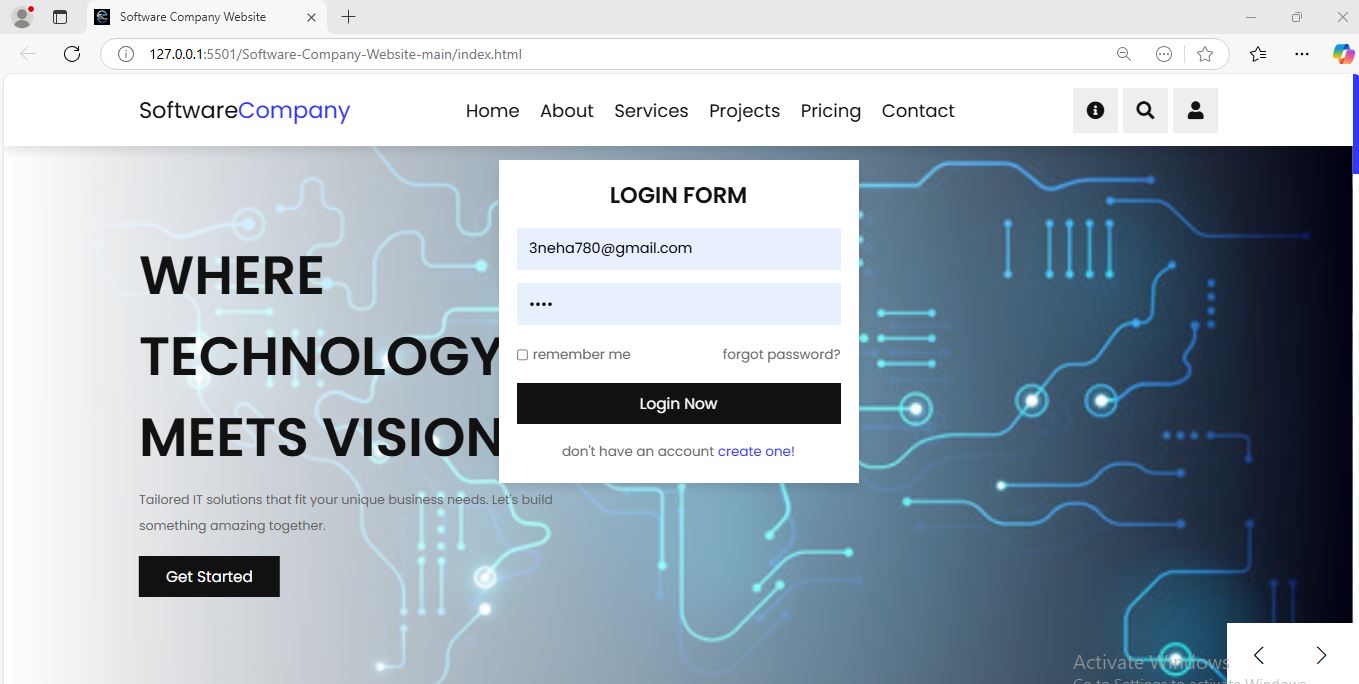 Software Company Website
127.0.0.1:5501/Software-Company-Website-main/index.html
SoftwareCompany
Home About Services Projects Pricing Contact
LOGIN FORM
3neha780@gmail.com
••••
remember me forgot password?
Login Now
don't have an account create one!
WHERE
TECHNOLOGY
MEETS VISION
Tailored IT solutions that fit your unique business needs. Let's build
something amazing together.
Get Started
Activate Windows
Go to Settings to activate Windows.